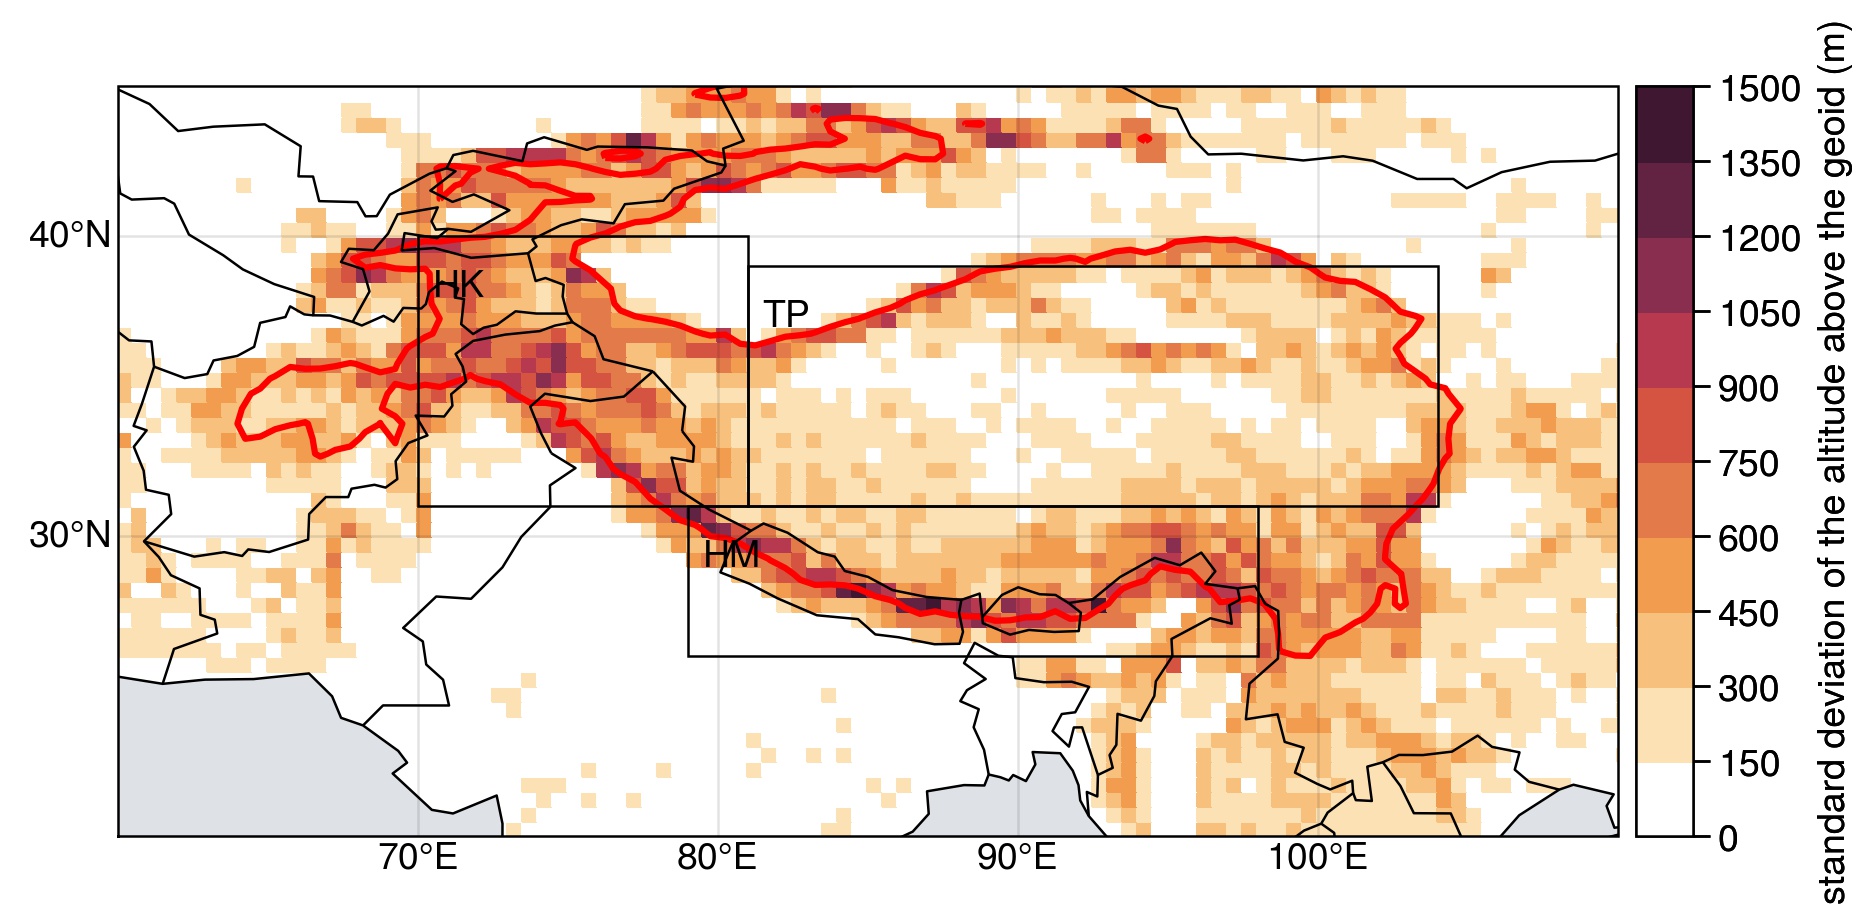 40°N
30°N
70°E
80°E
90°E
100°E
HK
TP
HM
1500
1350
1200
1050
900
750
600
450
300
150
0
standard deviation of the altitude above the geoid (m)